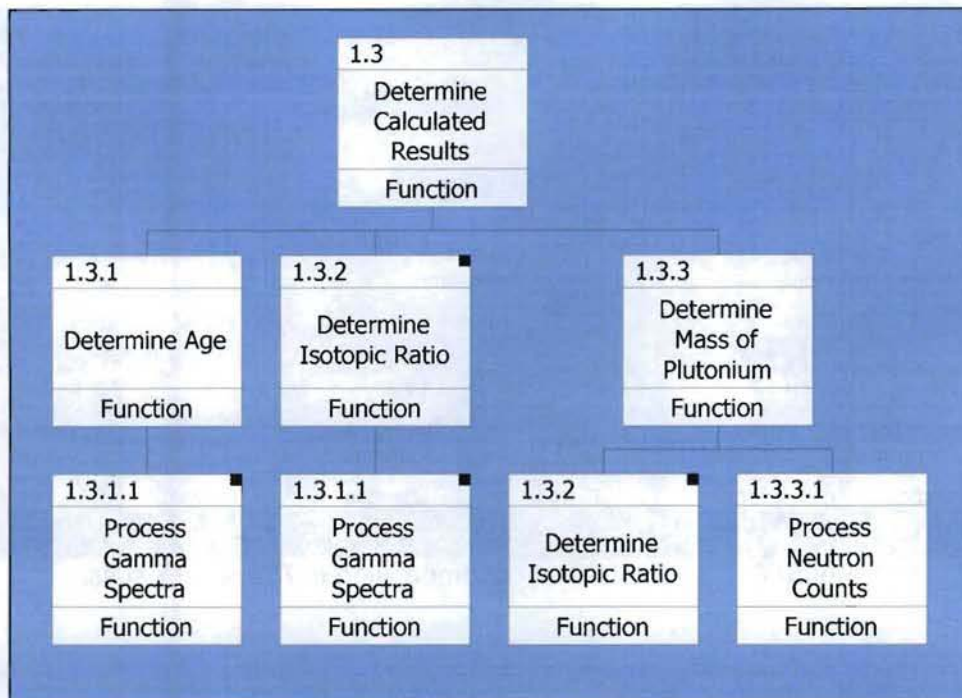 1.3
Determine
Calculated
Results
Function
1.3.1
Determine Age
Function
1.3.2
Determine
Isotopic Ratio
Function
1.3.3
Determine
Mass of
Plutonium
Function
1.3.1.1
Process
Gamma
Spectra
Function
1.3.1.1
Process
Gamma
Spectra
Function
1.3.2
Determine
Isotopic Ratio
Function
1.3.3.1
Process
Neutron
Counts
Function